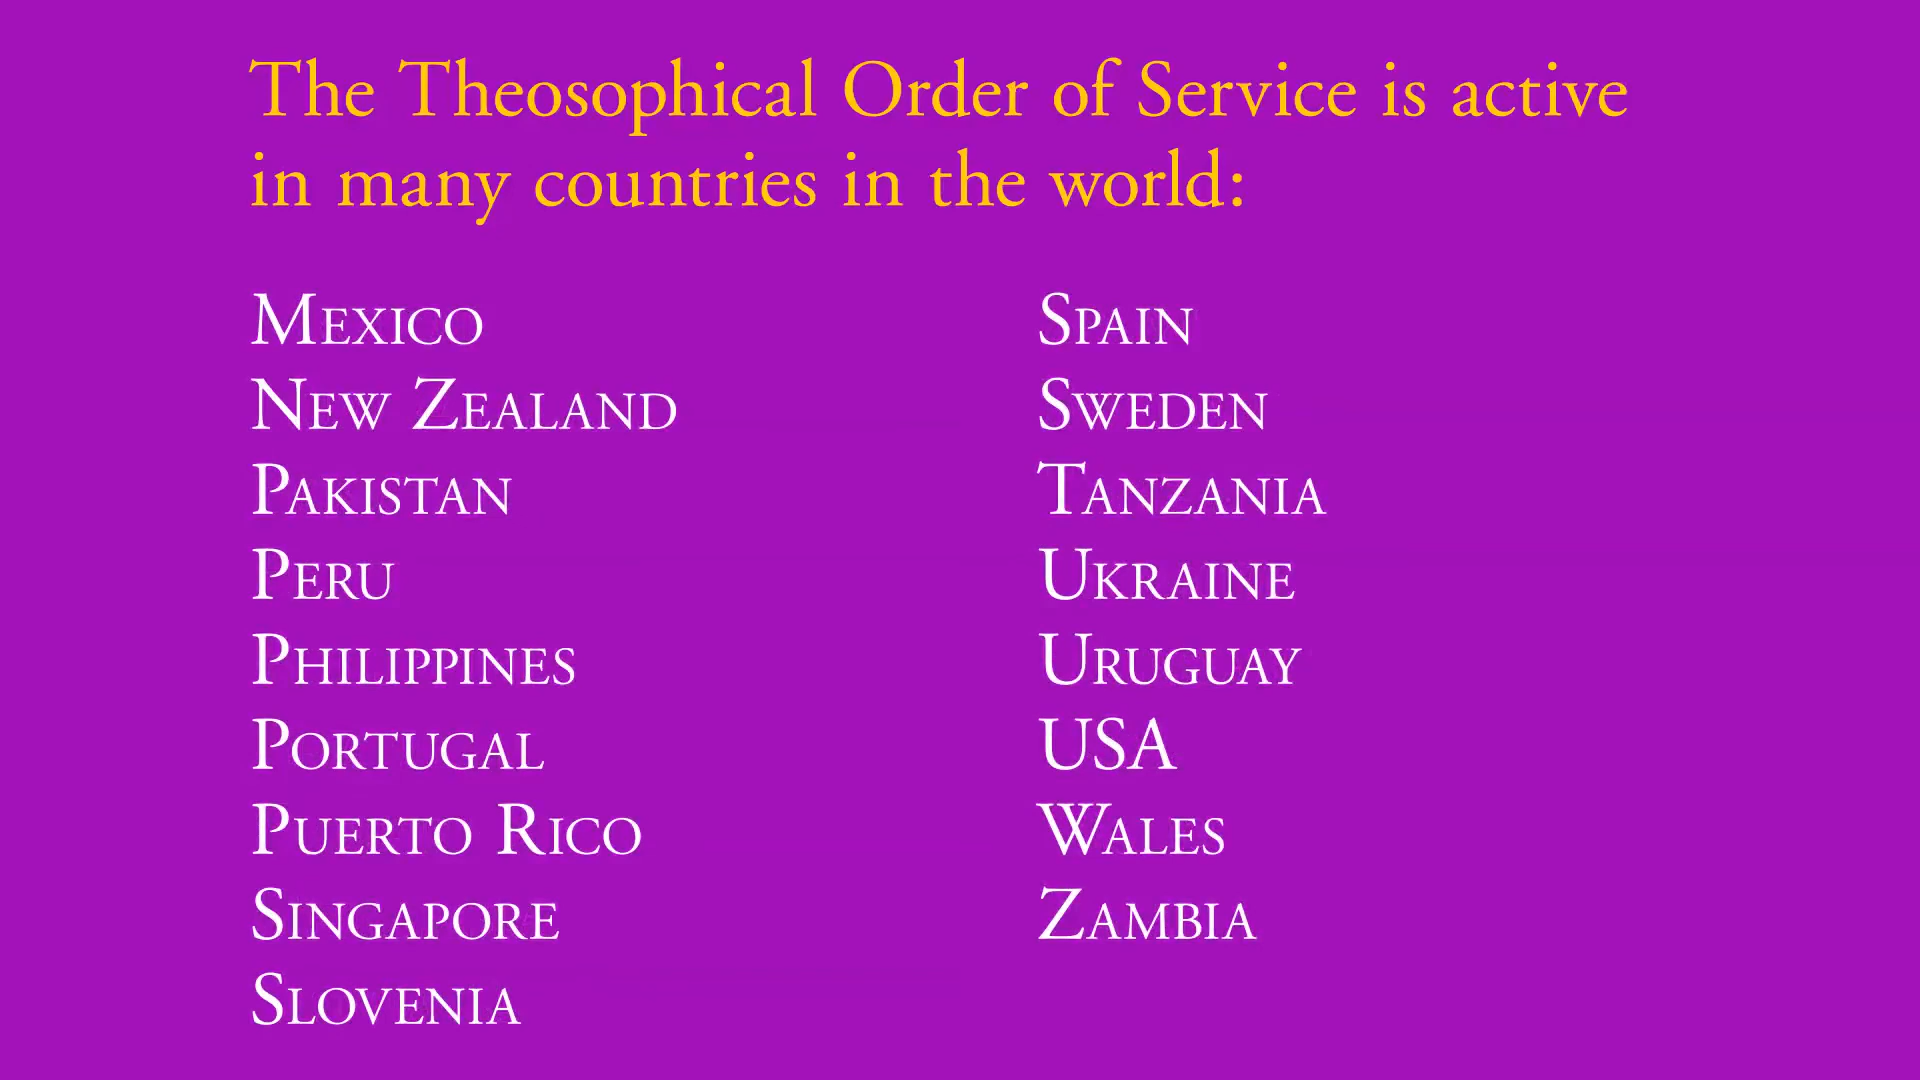 The Theosophical Order of Service is active
in many countries in the world:
Mexico
New Zealand
Pakistan
Peru
Philippines
Portugal
Puerto Rico
Singapore
Slovenia
Spain
Sweden
Tanzania
Ukraine
Uruguay
USA
Wales
Zambia